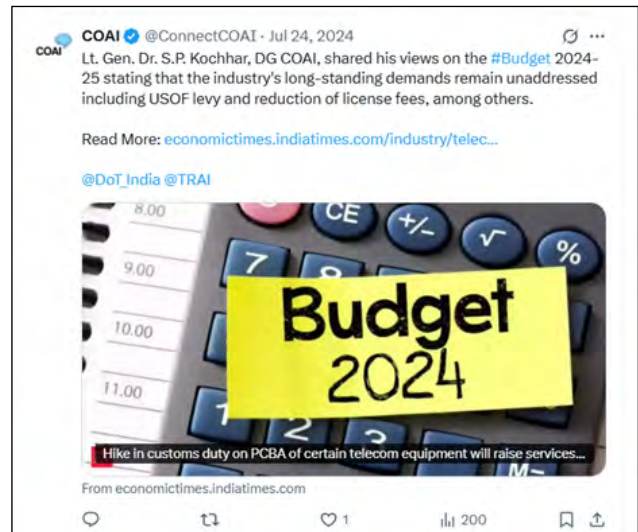 COAI @ConnectCOAI · Jul 24, 2024 ...
COAI
Lt. Gen. Dr. S.P. Kochhar, DG COAI, shared his views on the #Budget 2024-
25 stating that the industry's long-standing demands remain unaddressed
including USOF levy and reduction of license fees, among others.
Read More: economictimes.indiatimes.com/industry/telec...
@DoT_India @TRAI
8.00
9.00
10.00
11.00
CE +/- √ %
7
Budget
2024
1 2 3
M-
Hike in customs duty on PCBA of certain telecom equipment will raise services...
From economictimes.indiatimes.com
1 200